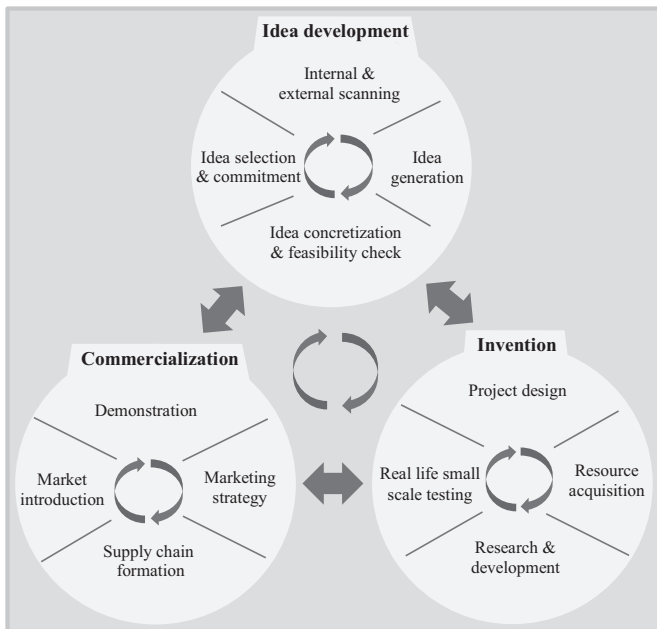 Idea development
Internal &
external scanning
Idea selection
& commitment
Idea
generation
Idea concretization
& feasibility check
Commercialization
Demonstration
Market
introduction
Marketing
strategy
Supply chain
formation
Invention
Project design
Real life small
scale testing
Resource
acquisition
Research &
development